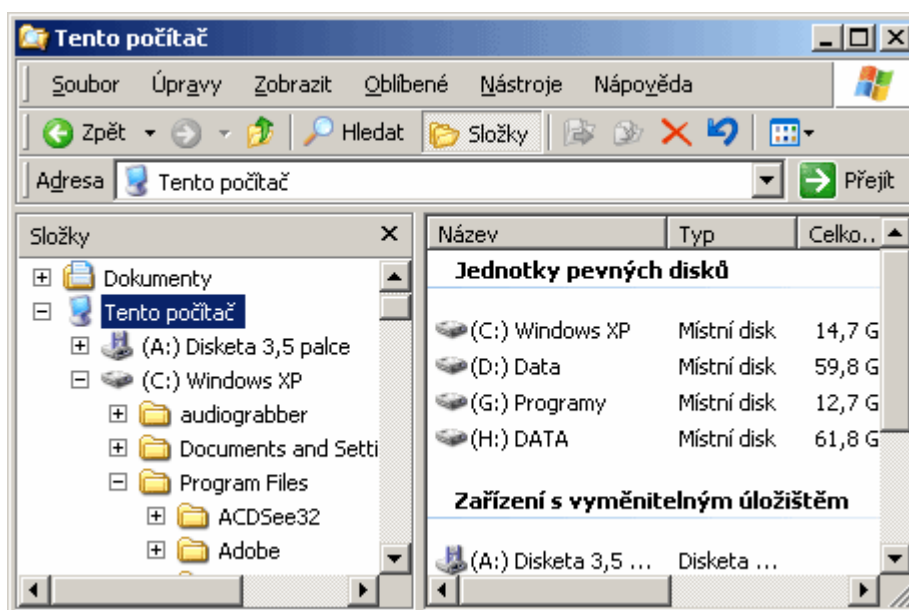 Tento počítač
Soubor Úpravy Zobrazit Oblíbené Nástroje Nápověda
Zpět Hledat Složky
Adresa Tento počítač Přejít
Složky
Dokumenty
Tento počítač
(A:) Disketa 3,5 palce
(C:) Windows XP
audiograbber
Documents and Setti
Program Files
ACDSee32
Adobe
Název Typ Celko..
Jednotky pevných disků
(C:) Windows XP Místní disk 14,7 G
(D:) Data Místní disk 59,8 G
(G:) Programy Místní disk 12,7 G
(H:) DATA Místní disk 61,8 G
Zařízení s vyměnitelným úložištěm
(A:) Disketa 3,5 ... Disketa ...